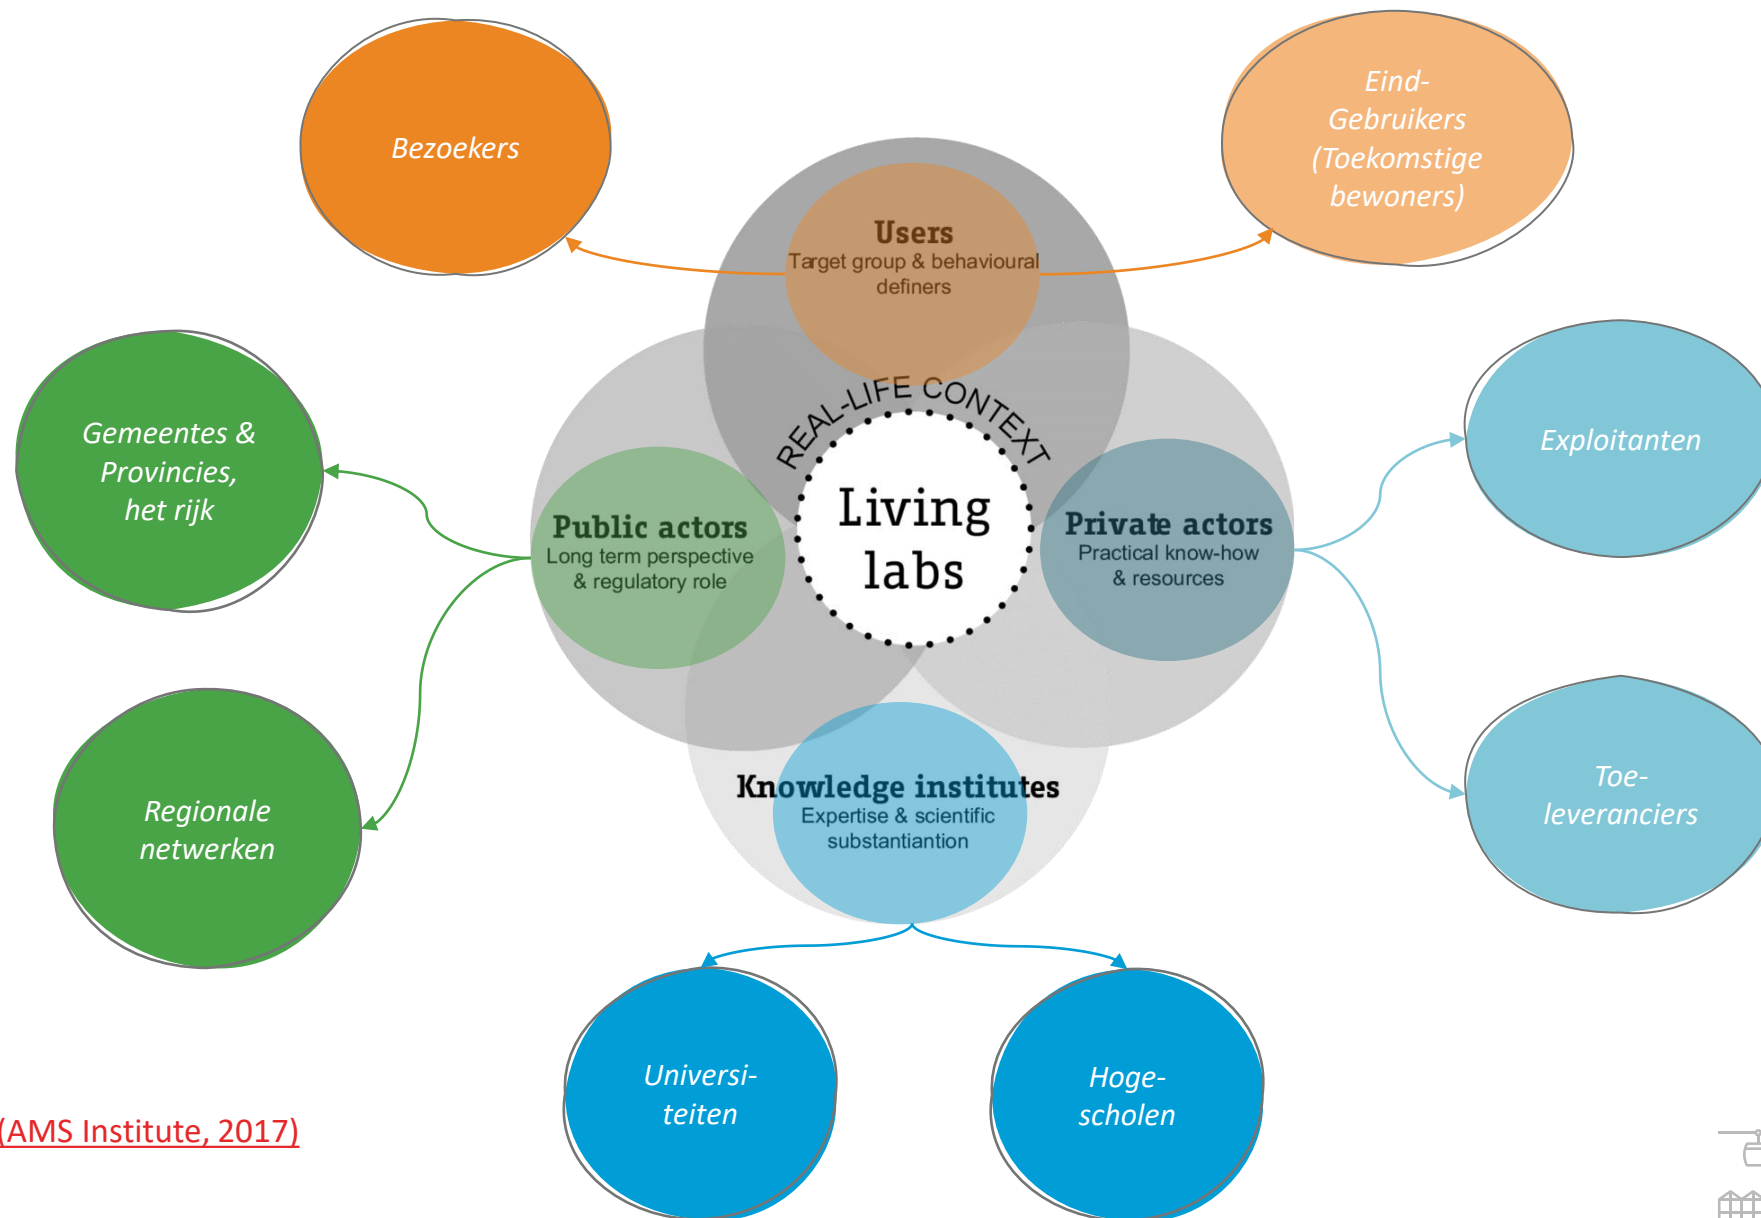 Bezoekers
Eind-
Gebruikers
(Toekomstige
bewoners)
Users
Target group & behavioural
definers
Gemeentes &
Provincies,
het rijk
REAL-LIFE CONTEXT
Living
labs
Public actors
Long term perspective
& regulatory role
Private actors
Practical know-how
& resources
Exploitanten
Regionale
netwerken
Knowledge institutes
Expertise & scientific
substantiantion
Toe-
leveranciers
Universi-
teiten
Hoge-
scholen
(AMS Institute, 2017)